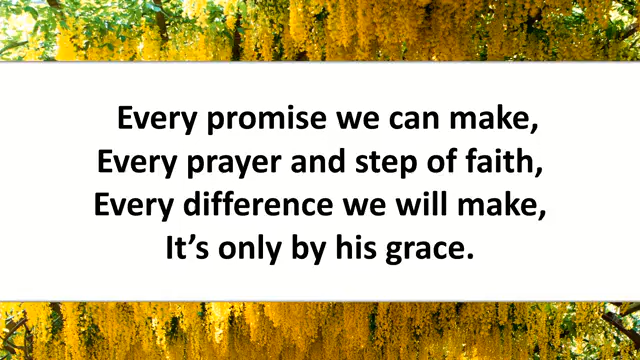 Every promise we can make,
Every prayer and step of faith,
Every difference we will make,
It’s only by his grace.